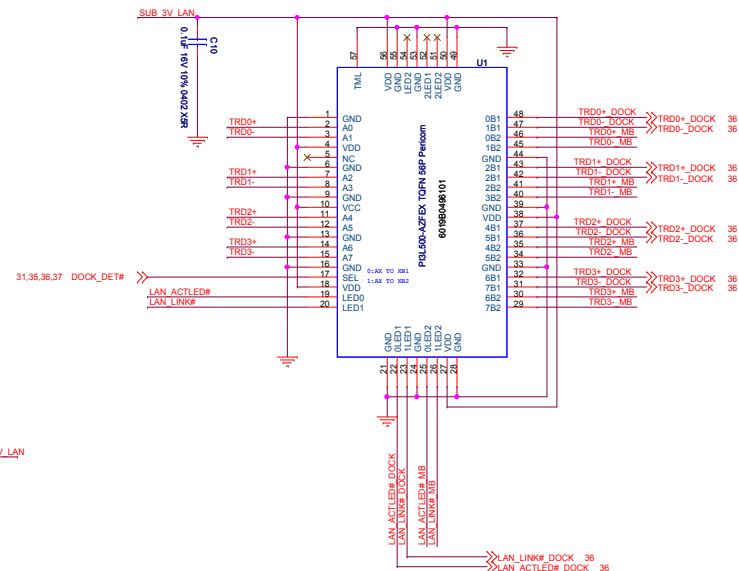 SUB_3V_LAN
C10
0.1uF 16V 10% 0402 X5R
U1
57 56 55 54 53 52 51 50 49
TML VDD GND LED2 GND 2LED1 2LED2 VDD GND
1 GND 0B1 48 TRD0+_DOCK TRD0+_DOCK 36
TRD0+ 2 A0 1B1 47 TRD0-_DOCK TRD0-_DOCK 36
TRD0- 3 A1 0B2 46 TRD0+_MB
4 VDD 1B2 45 TRD0-_MB
5 NC GND 44
6 GND 2B1 43 TRD1+_DOCK TRD1+_DOCK 36
TRD1+ 7 A2 2B1 42 TRD1-_DOCK TRD1-_DOCK 36
TRD1- 8 A3 2B2 41 TRD1+_MB
9 GND 3B2 40 TRD1-_MB
10 VCC GND 39
TRD2+ 11 A4 VDD 38
TRD2- 12 A5 4B1 37 TRD2+_DOCK TRD2+_DOCK 36
13 GND 5B1 36 TRD2-_DOCK TRD2-_DOCK 36
TRD3+ 14 A6 4B2 35 TRD2+_MB
TRD3- 15 A7 5B2 34 TRD2-_MB
16 GND GND 33
31,35,36,37 DOCK_DET# 17 SEL 6B1 32 TRD3+_DOCK TRD3+_DOCK 36
18 VDD 7B1 31 TRD3-_DOCK TRD3-_DOCK 36
LAN_ACTLED# 19 LED0 6B2 30 TRD3+_MB
LAN_LINK# 20 LED1 7B2 29 TRD3-_MB
0:AX TO XB1
1:AX TO XB2
PI3L500-AZFEX TQFN 56P Pericom
6019B0496101
GND 0LED1 1LED1 GND 0LED2 1LED2 VDD GND
21 22 23 24 25 26 27 28
LAN_ACTLED#_DOCK
LAN_LINK#_DOCK
LAN_ACTLED#_MB
LAN_LINK#_MB
LAN_LINK#_DOCK 36
LAN_ACTLED#_DOCK 36
_LAN